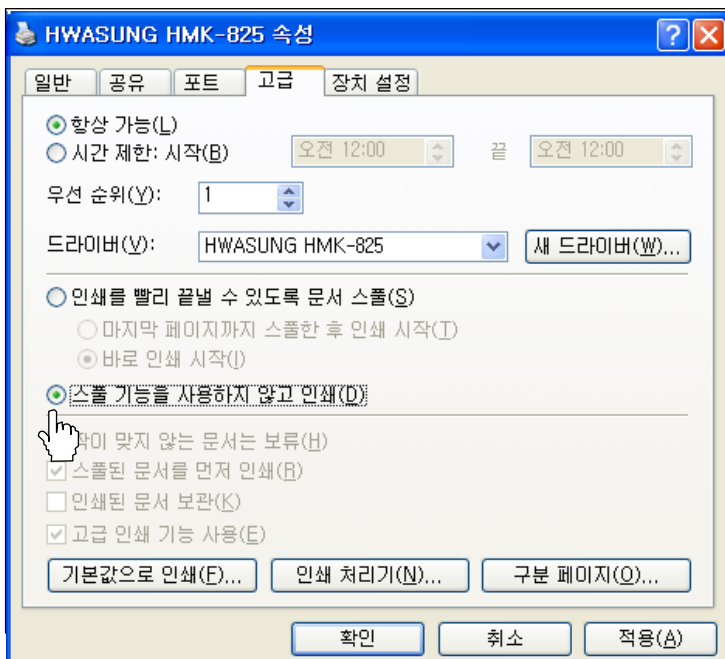 HWASUNG HMK-825 속성
일반 공유 포트 고급 장치 설정
항상 가능(L)
시간 제한: 시작(B) 오전 12:00 끝 오전 12:00
우선 순위(Y): 1
드라이버(V): HWASUNG HMK-825 새 드라이버(W)...
인쇄를 빨리 끝낼 수 있도록 문서 스풀(S)
마지막 페이지까지 스풀한 후 인쇄 시작(T)
바로 인쇄 시작(I)
스풀 기능을 사용하지 않고 인쇄(D)
맞지 않는 문서는 보류(H)
스풀된 문서를 먼저 인쇄(R)
인쇄된 문서 보관(K)
고급 인쇄 기능 사용(E)
기본값으로 인쇄(F)... 인쇄 처리기(N)... 구분 페이지(O)...
확인 취소 적용(A)